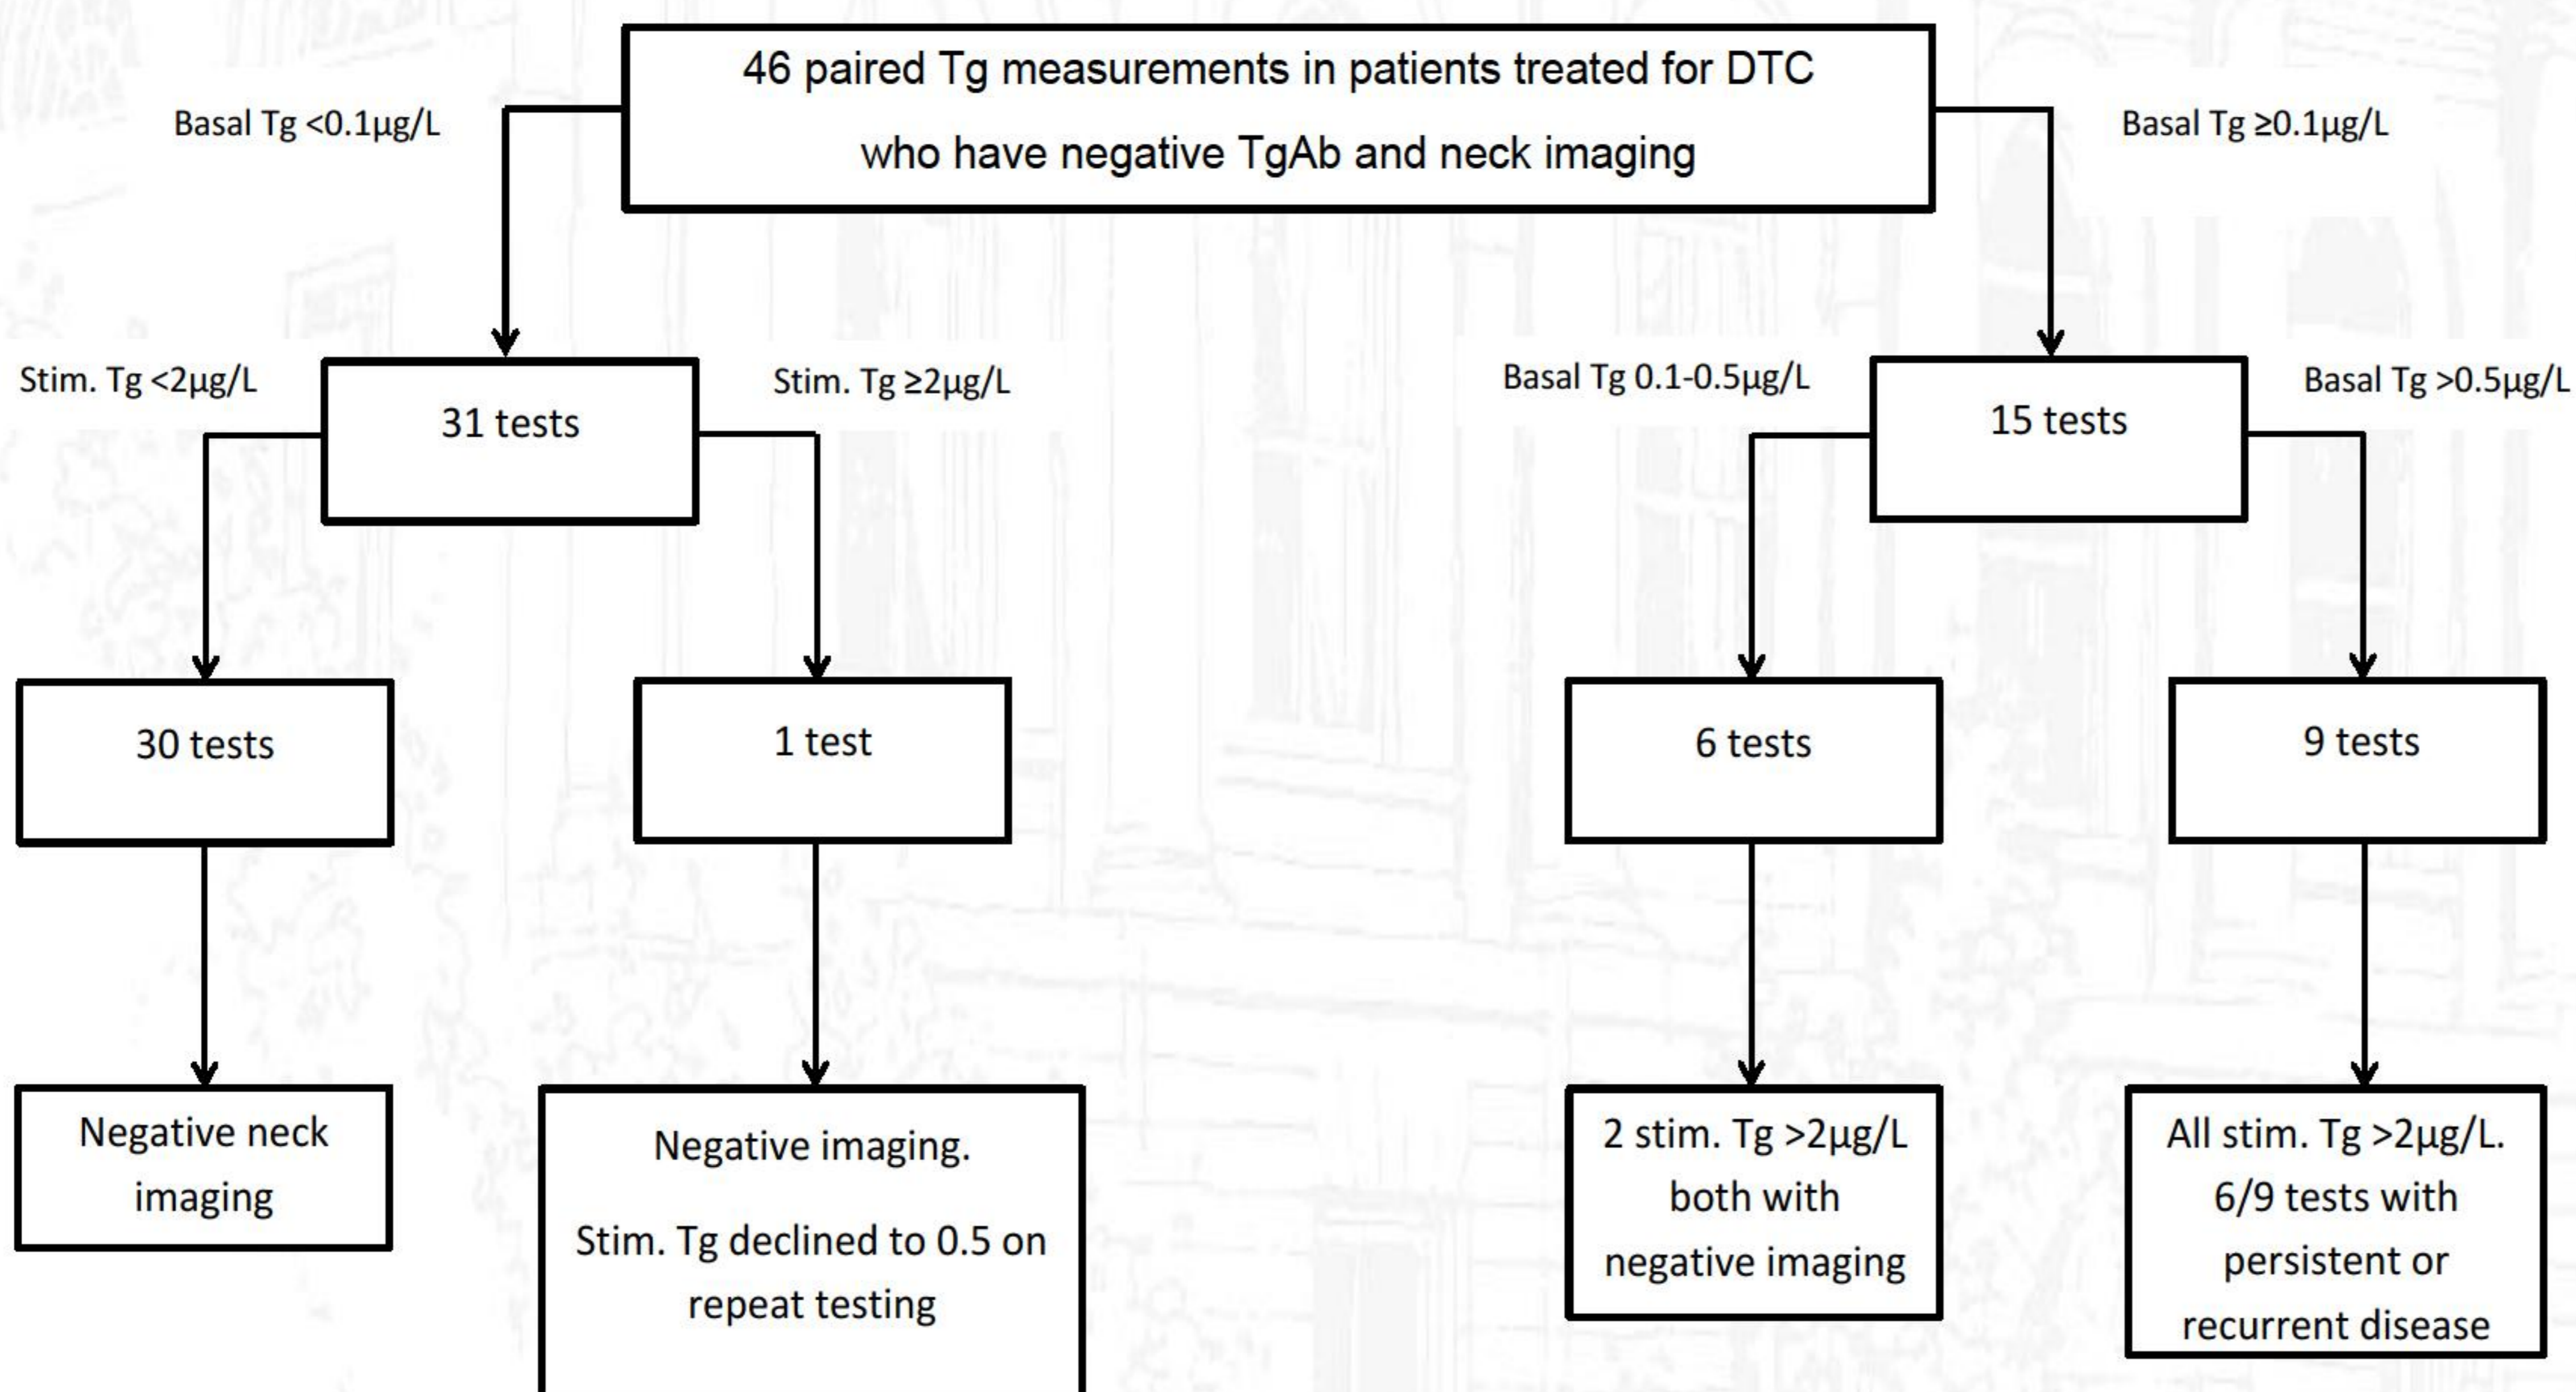 46 paired Tg measurements in patients treated for DTC
who have negative TgAb and neck imaging
Basal Tg <0.1µg/L
Basal Tg ≥0.1µg/L
Stim. Tg <2µg/L
31 tests
Stim. Tg ≥2µg/L
Basal Tg 0.1-0.5µg/L
15 tests
Basal Tg >0.5µg/L
30 tests
1 test
6 tests
9 tests
Negative neck
imaging
Negative imaging.
Stim. Tg declined to 0.5 on
repeat testing
2 stim. Tg >2µg/L
both with
negative imaging
All stim. Tg >2µg/L.
6/9 tests with
persistent or
recurrent disease